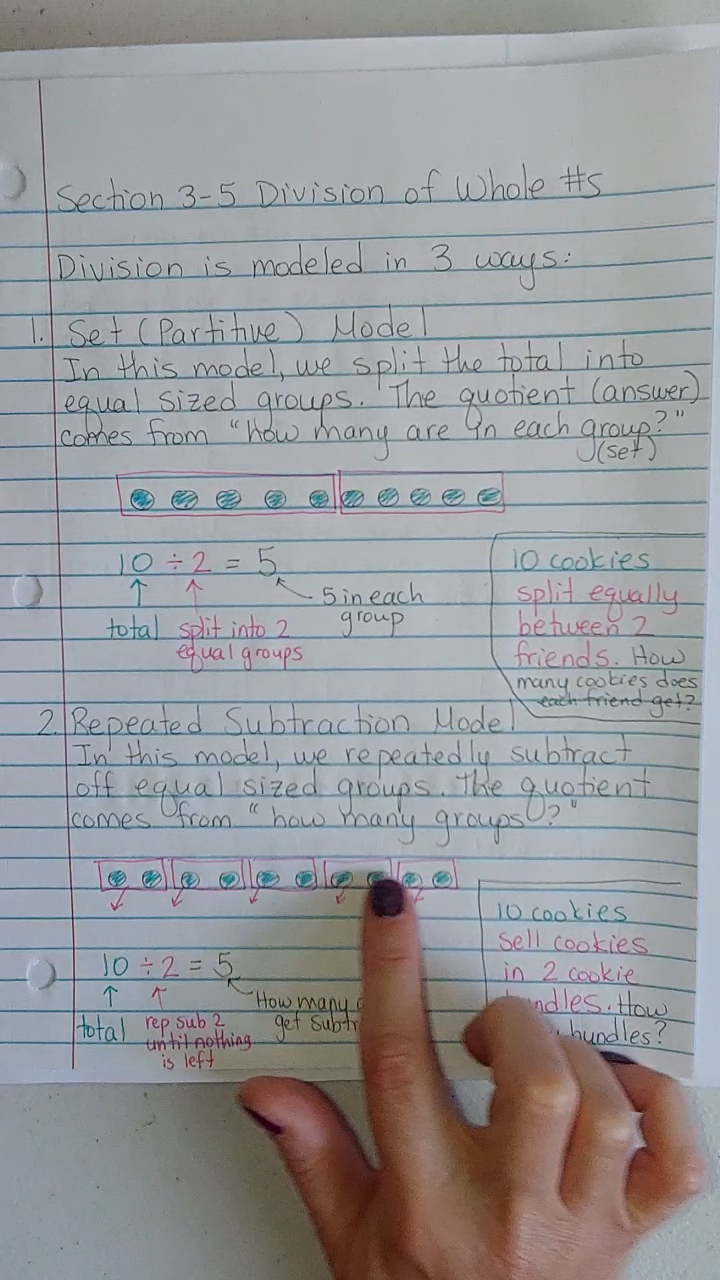 Section 3-5 Division of Whole #s
Division is modeled in 3 ways:
1. Set (Partitive) Model
In this model, we split the total into
equal sized groups. The quotient (answer)
comes from "how many are in each group?"
(set)
10 ÷ 2 = 5
5 in each
group
total
split into 2
equal groups
10 cookies
split equally
between 2
friends. How
many cookies does
each friend get?
2. Repeated Subtraction Model
In this model, we repeatedly subtract
off equal sized groups. The quotient
comes from "how many groups?"
10 ÷ 2 = 5
How many
get
total
rep sub 2
until nothing
is left
10 cookies
sell cookies
in 2 cookie
How
bundles?